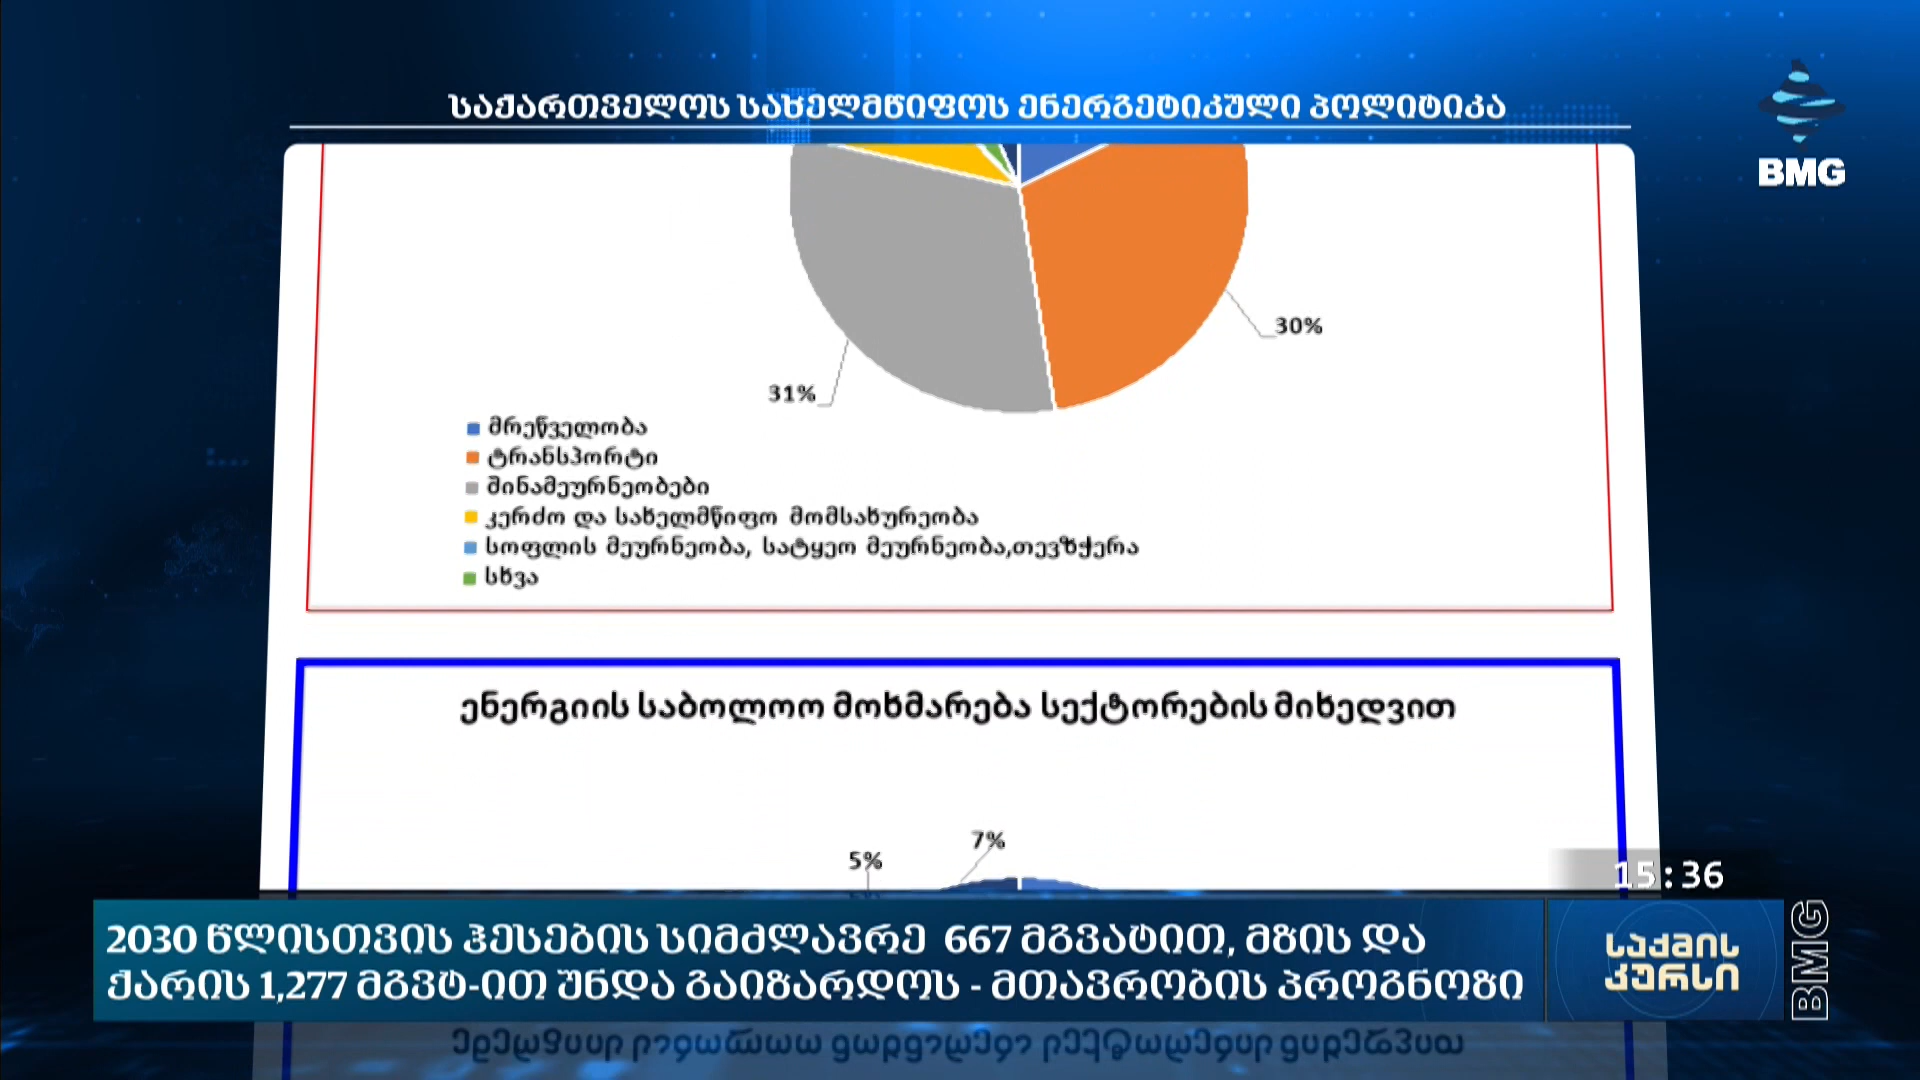 საქართველოს სახელმწიფოს ენერგეტიკული პოლიტიკა
BMG
30%
31%
მრეწველობა
ტრანსპორტი
შინამეურნეობები
კერძო და სახელმწიფო მომსახურეობა
სოფლის მეურნეობა, სატყეო მეურნეობა,თევზჭერა
სხვა
ენერგიის საბოლოო მოხმარება სექტორების მიხედვით
7%
5%
15:36
2030 წლისთვის ჰესების სიმძლავრე 667 მგვატით, მზის და
ქარის 1,277 მგვტ-ით უნდა გაიზარდოს - მთავრობის პროგნოზი
საქმის
კურსი
BMG